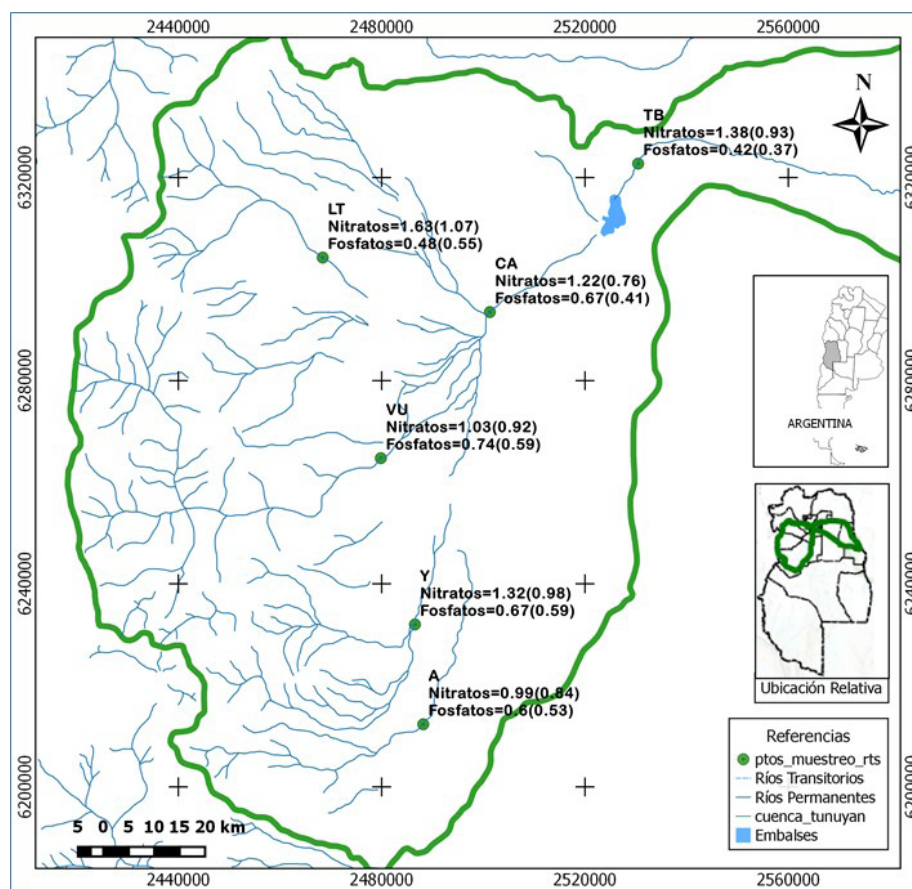 2440000 2480000 2520000 2560000
N
TB
Nitratos=1.38(0.93)
Fosfatos=0.42(0.37)
6320000 6320000
LT
Nitratos=1.63(1.07)
Fosfatos=0.48(0.55)
CA
Nitratos=1.22(0.76)
Fosfatos=0.67(0.41)
6280000 6280000
VU
Nitratos=1.03(0.92)
Fosfatos=0.74(0.59)
ARGENTINA
6240000 6240000
Y
Nitratos=1.32(0.98)
Fosfatos=0.67(0.59)
A
Nitratos=0.99(0.84)
Fosfatos=0.6(0.53)
Ubicación Relativa
6200000 6200000
Referencias
ptos_muestreo_rts
Ríos Transitorios
Ríos Permanentes
cuenca_tunuyan
Embalses
5 0 5 10 15 20 km
2440000 2480000 2520000 2560000